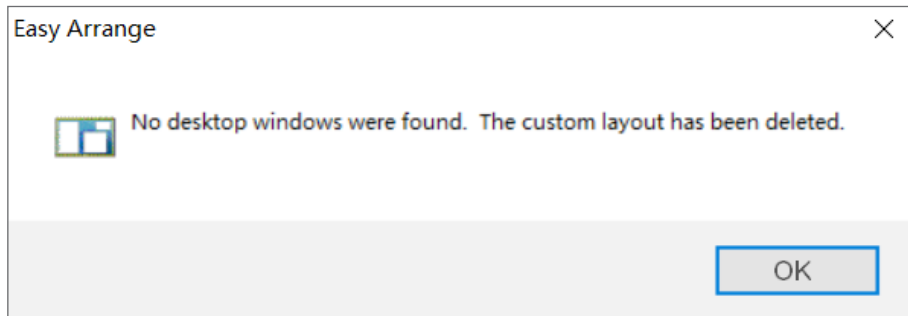 Easy Arrange
No desktop windows were found.  The custom layout has been deleted.
OK